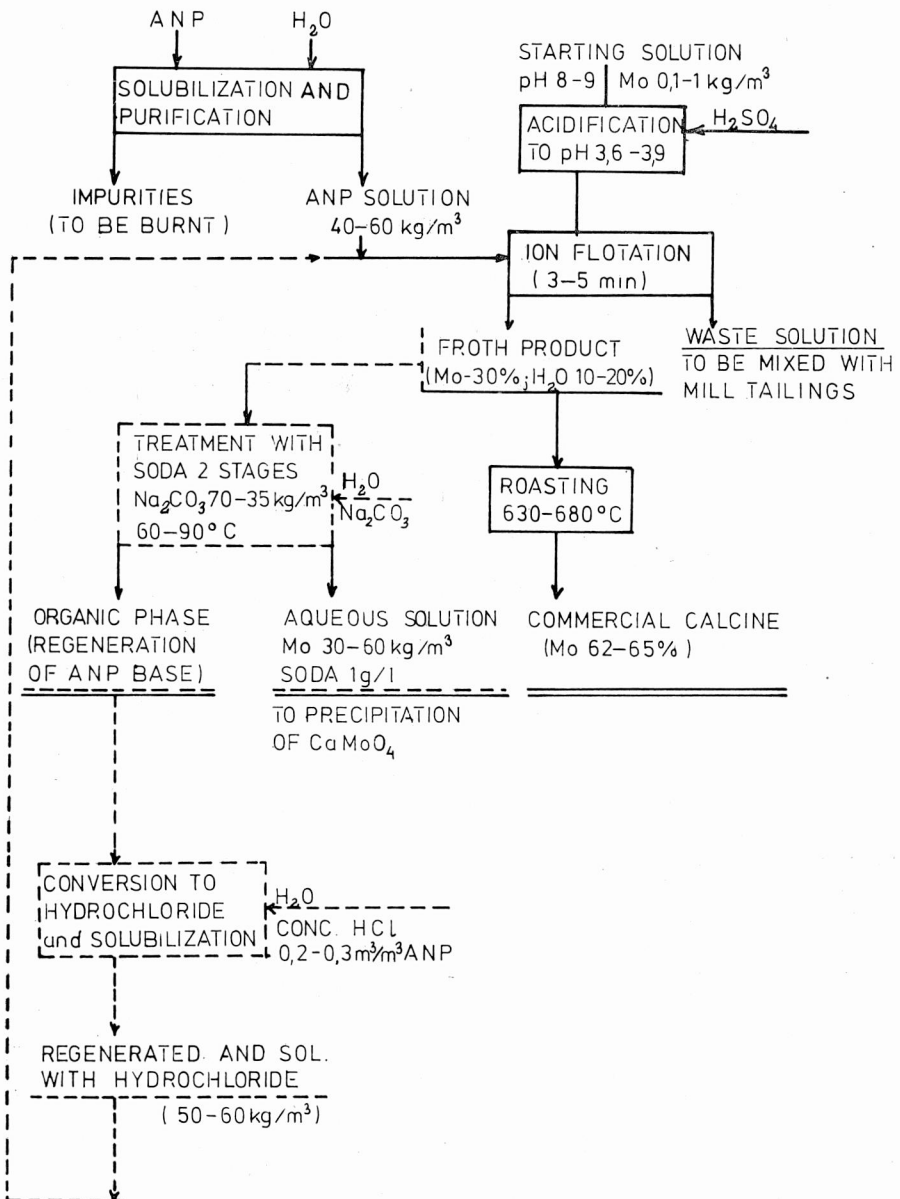 ANP
H₂O
SOLUBILIZATION AND
PURIFICATION
IMPURITIES
(TO BE BURNT)
ANP SOLUTION
40-60 kg/m³
STARTING SOLUTION
pH 8-9 Mo 0,1-1 kg/m³
ACIDIFICATION
TO pH 3,6-3,9
H₂SO₄
ION FLOTATION
(3-5 min)
FROTH PRODUCT
(Mo-30%; H₂O 10-20%)
WASTE SOLUTION
TO BE MIXED WITH
MILL TAILINGS
TREATMENT WITH
SODA 2 STAGES
Na₂CO₃ 70-35 kg/m³
60-90°C
H₂O
Na₂CO₃
ROASTING
630-680°C
ORGANIC PHASE
(REGENERATION
OF ANP BASE)
AQUEOUS SOLUTION
Mo 30-60 kg/m³
SODA 1g/l
TO PRECIPITATION
OF CaMoO₄
COMMERCIAL CALCINE
(Mo 62-65%)
CONVERSION TO
HYDROCHLORIDE
and SOLUBILIZATION
H₂O
CONC. HCl
0,2-0,3 m³/m³ ANP
REGENERATED AND SOL.
WITH HYDROCHLORIDE
(50-60 kg/m³)